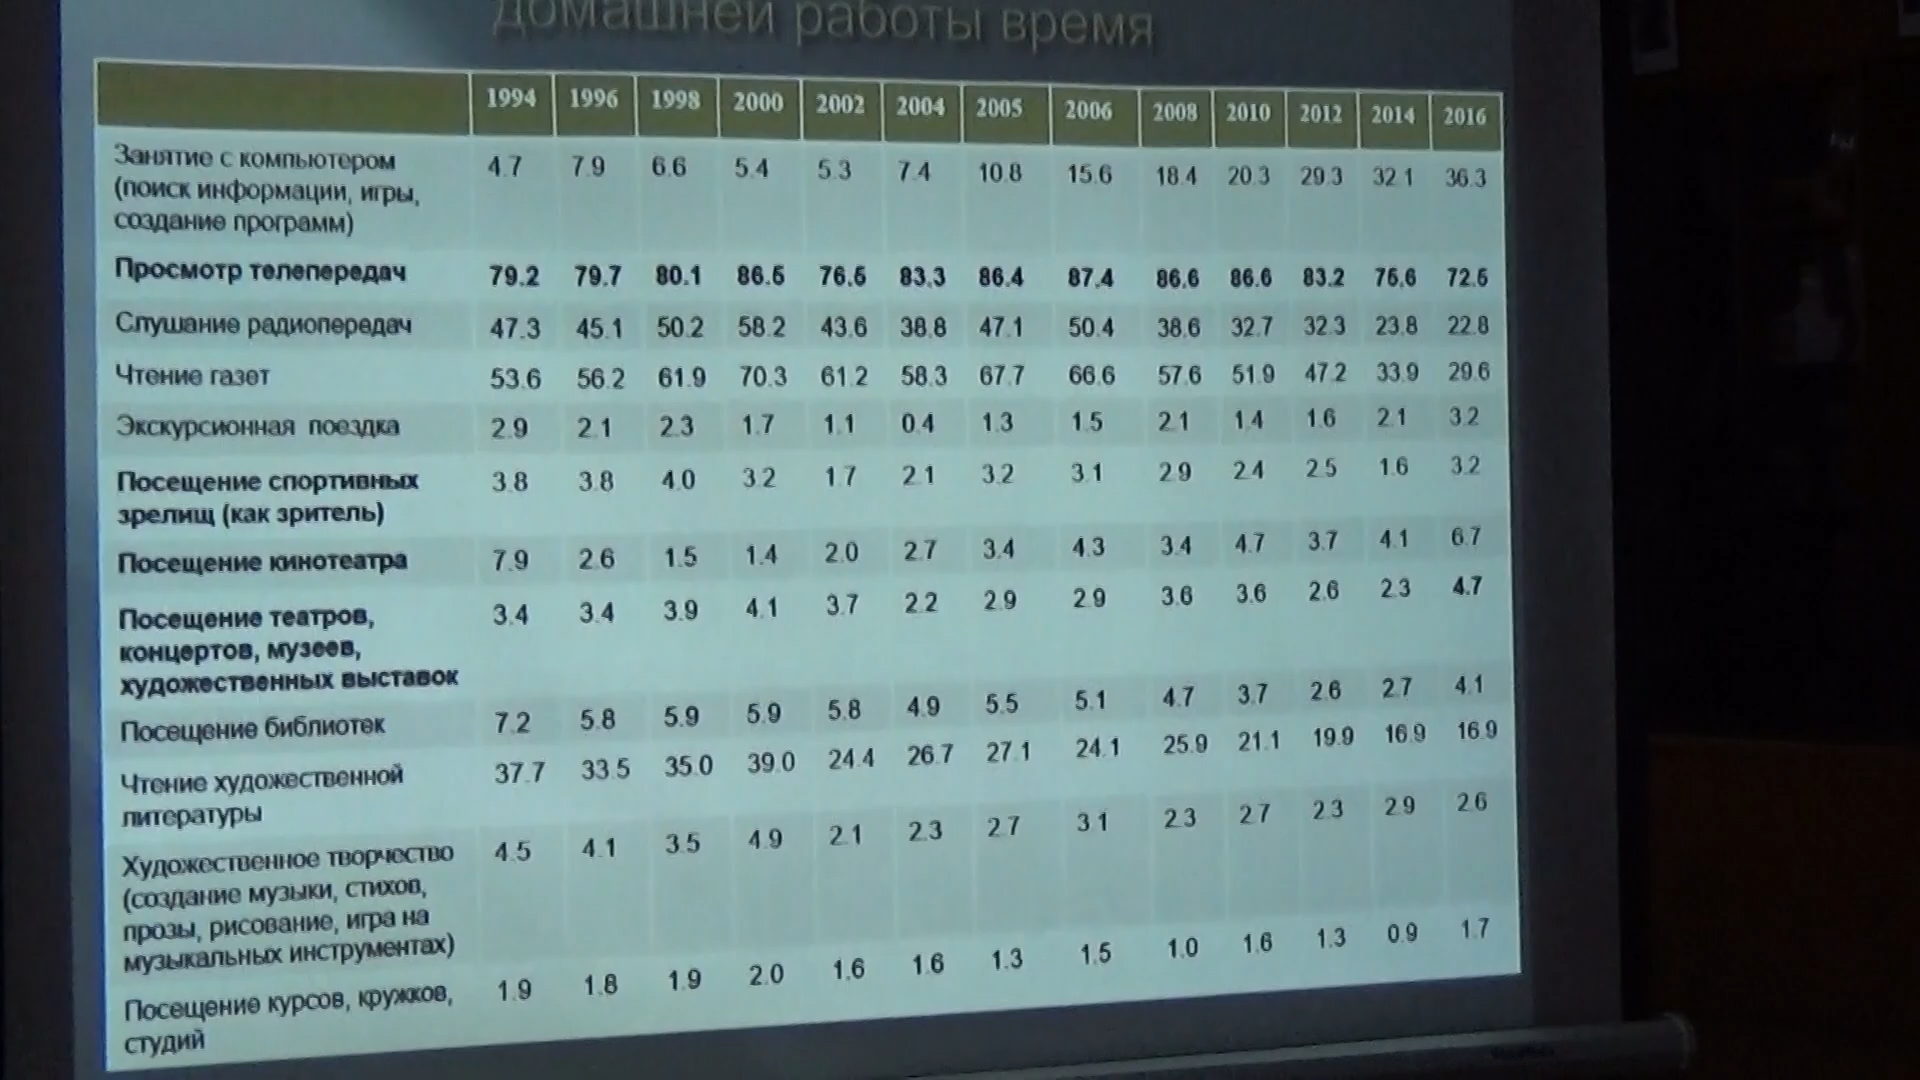 домашней работы время
1994 1996 1998 2000 2002 2004 2005 2006 2008 2010 2012 2014 2016
Занятие с компьютером 4.7 7.9 6.6 5.4 5.3 7.4 10.8 15.6 18.4 20.3 29.3 32.1 36.3
(поиск информации, игры,
создание программ)
Просмотр телепередач 79.2 79.7 80.1 86.5 76.5 83.3 86.4 87.4 86.6 86.6 83.2 75.6 72.5
Слушание радиопередач 47.3 45.1 50.2 58.2 43.6 38.8 47.1 50.4 38.6 32.7 32.3 23.8 22.8
Чтение газет 53.6 56.2 61.9 70.3 61.2 58.3 67.7 66.6 57.6 51.9 47.2 33.9 29.6
Экскурсионная поездка 2.9 2.1 2.3 1.7 1.1 0.4 1.3 1.5 2.1 1.4 1.6 2.1 3.2
Посещение спортивных 3.8 3.8 4.0 3.2 1.7 2.1 3.2 3.1 2.9 2.4 2.5 1.6 3.2
зрелищ (как зритель)
Посещение кинотеатра 7.9 2.6 1.5 1.4 2.0 2.7 3.4 4.3 3.4 4.7 3.7 4.1 6.7
Посещение театров, 3.4 3.4 3.9 4.1 3.7 2.2 2.9 2.9 3.6 3.6 2.6 2.3 4.7
концертов, музеев,
художественных выставок
Посещение библиотек 7.2 5.8 5.9 5.9 5.8 4.9 5.5 5.1 4.7 3.7 2.6 2.7 4.1
Чтение художественной 37.7 33.5 35.0 39.0 24.4 26.7 27.1 24.1 25.9 21.1 19.9 16.9 16.9
литературы
Художественное творчество 4.5 4.1 3.5 4.9 2.1 2.3 2.7 3.1 2.3 2.7 2.3 2.9 2.6
(создание музыки, стихов,
прозы, рисование, игра на
музыкальных инструментах)
Посещение курсов, кружков, 1.9 1.8 1.9 2.0 1.6 1.6 1.3 1.5 1.0 1.6 1.3 0.9 1.7
студий